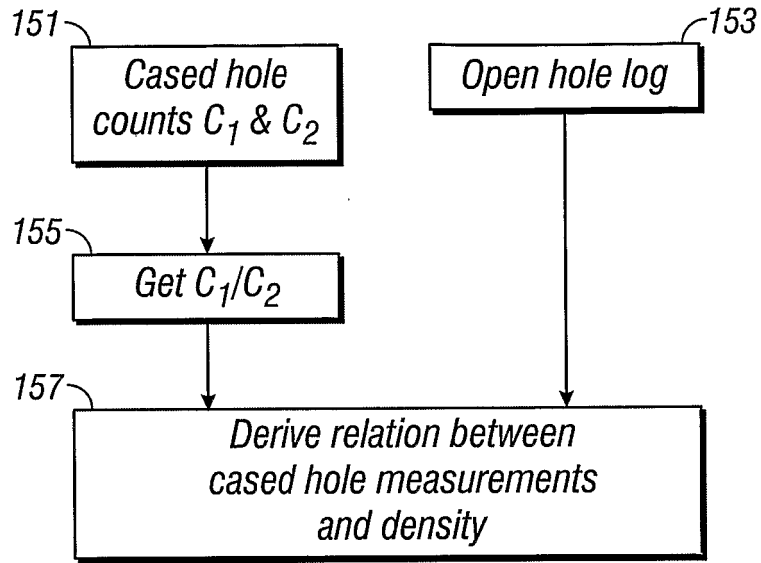 151
Cased hole
counts C1 & C2
153
Open hole log
155
Get C1/C2
157
Derive relation between
cased hole measurements
and density